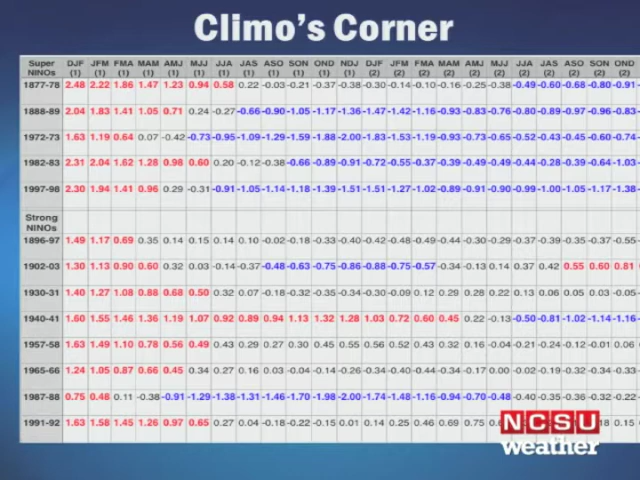 Climo's Corner
Super NINOs DJF JFM FMA MAM AMJ MJJ JJA JAS ASO SON OND NDJ DJF JFM FMA MAM AMJ MJJ JJA JAS ASO SON OND
(1) (1) (1) (1) (1) (1) (1) (1) (1) (1) (1) (1) (2) (2) (2) (2) (2) (2) (2) (2) (2) (2) (2)
1877-78 2.48 2.22 1.86 1.47 1.23 0.94 0.58 0.22 -0.03 -0.21 -0.37 -0.38 -0.30 -0.14 -0.10 -0.16 -0.25 -0.38 -0.49 -0.60 -0.68 -0.80 -0.91
1888-89 2.04 1.83 1.41 1.05 0.71 0.24 -0.27 -0.66 -0.90 -1.05 -1.17 -1.36 -1.47 -1.42 -1.16 -0.93 -0.83 -0.76 -0.80 -0.89 -0.97 -0.96 -0.83
1972-73 1.63 1.19 0.64 0.07 -0.42 -0.73 -0.95 -1.09 -1.29 -1.59 -1.88 -2.00 -1.83 -1.53 -1.19 -0.93 -0.73 -0.65 -0.52 -0.43 -0.45 -0.60 -0.74
1982-83 2.31 2.04 1.62 1.28 0.98 0.60 0.20 -0.12 -0.38 -0.66 -0.89 -0.91 -0.72 -0.55 -0.37 -0.39 -0.49 -0.49 -0.44 -0.28 -0.39 -0.64 -1.03
1997-98 2.30 1.94 1.41 0.96 0.29 -0.31 -0.91 -1.05 -1.14 -1.18 -1.39 -1.51 -1.51 -1.27 -1.02 -0.89 -0.91 -0.90 -0.99 -1.00 -1.05 -1.17 -1.38
Strong NINOs
1896-97 1.49 1.17 0.69 0.35 0.14 0.15 0.14 0.10 -0.02 -0.18 -0.33 -0.40 -0.42 -0.48 -0.49 -0.44 -0.30 -0.29 -0.37 -0.39 -0.35 -0.37 -0.55
1902-03 1.30 1.13 0.90 0.60 0.32 0.03 -0.14 -0.37 -0.48 -0.63 -0.75 -0.86 -0.88 -0.75 -0.57 -0.34 -0.13 0.14 0.37 0.42 0.55 0.60 0.81
1930-31 1.40 1.27 1.08 0.88 0.68 0.50 0.32 0.07 -0.18 -0.32 -0.35 -0.34 -0.30 -0.09 0.12 0.29 0.28 0.22 0.13 0.06 0.05 0.03 -0.05
1940-41 1.60 1.55 1.46 1.36 1.19 1.07 0.92 0.89 0.94 1.13 1.32 1.28 1.03 0.72 0.60 0.45 0.22 -0.13 -0.50 -0.81 -1.02 -1.14 -1.16
1957-58 1.63 1.49 1.10 0.78 0.56 0.49 0.43 0.29 0.27 0.30 0.45 0.55 0.56 0.52 0.43 0.32 0.16 -0.04 -0.21 -0.24 -0.12 -0.01 0.06
1965-66 1.24 1.05 0.87 0.66 0.45 0.34 0.27 0.16 0.03 -0.04 -0.14 -0.26 -0.34 -0.40 -0.44 -0.34 -0.17 0.00 -0.02 -0.19 -0.32 -0.34 -0.33
1987-88 0.75 0.48 0.11 -0.38 -0.91 -1.29 -1.38 -1.31 -1.46 -1.70 -1.98 -2.00 -1.74 -1.48 -1.16 -0.94 -0.70 -0.48 -0.40 -0.35 -0.36 -0.32 -0.22
1991-92 1.63 1.58 1.45 1.26 0.97 0.65 0.27 0.04 -0.18 -0.22 -0.15 0.01 0.14 0.25 0.46 0.69 0.75 0.15
NCSU
weather